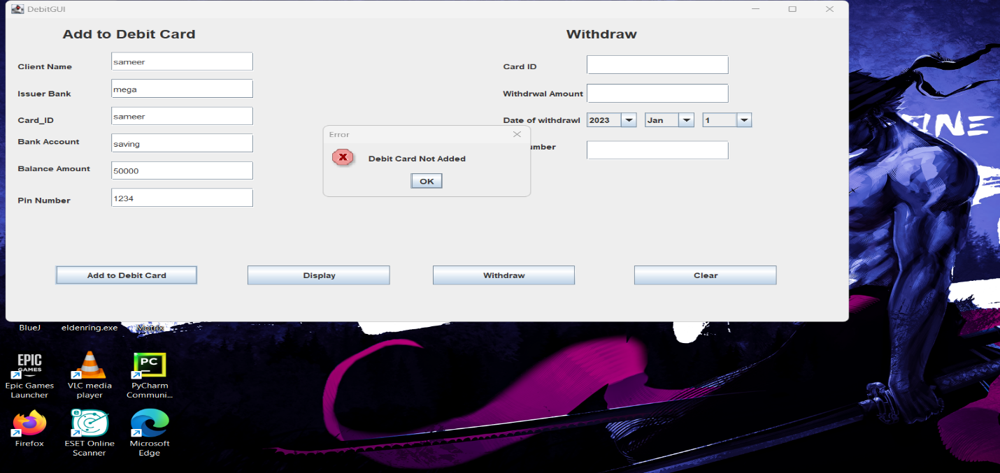 DebitGUI
Add to Debit Card
Withdraw
Client Name
sameer
Card ID
Issuer Bank
mega
Withdrwal Amount
Card_ID
sameer
Date of withdrawl
2023
Jan
1
Bank Account
saving
umber
Balance Amount
50000
Pin Number
1234
Error
Debit Card Not Added
OK
Add to Debit Card
Display
Withdraw
Clear
BlueJ
eldenring.exe
Motrix
EPIC
GAMES
PC
Epic Games
Launcher
VLC media
player
PyCharm
Communi...
Firefox
ESET Online
Scanner
Microsoft
Edge